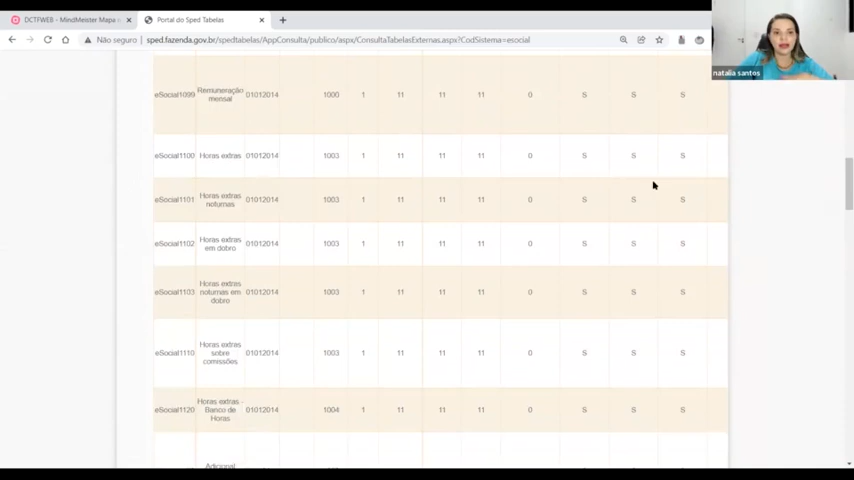 DCTFWEB - MindMeister Mapa
Portal do Sped Tabelas
Não seguro | sped.fazenda.gov.br/spedtabelas/AppConsulta/publico/aspx/ConsultaTabelasExternas.aspx?CodSistema=esocial
natalia santos
eSocial1099 Remuneração mensal 01012014 1000 1 11 11 11 0 S S S
eSocial1100 Horas extras 01012014 1003 1 11 11 11 0 S S S
eSocial1101 Horas extras noturnas 01012014 1003 1 11 11 11 0 S S S
eSocial1102 Horas extras em dobro 01012014 1003 1 11 11 11 0 S S S
eSocial1103 Horas extras noturnas em dobro 01012014 1003 1 11 11 11 0 S S S
eSocial1110 Horas extras sobre comissões 01012014 1003 1 11 11 11 0 S S S
eSocial1120 Horas extras - Banco de Horas 01012014 1004 1 11 11 11 0 S S S
Adicional